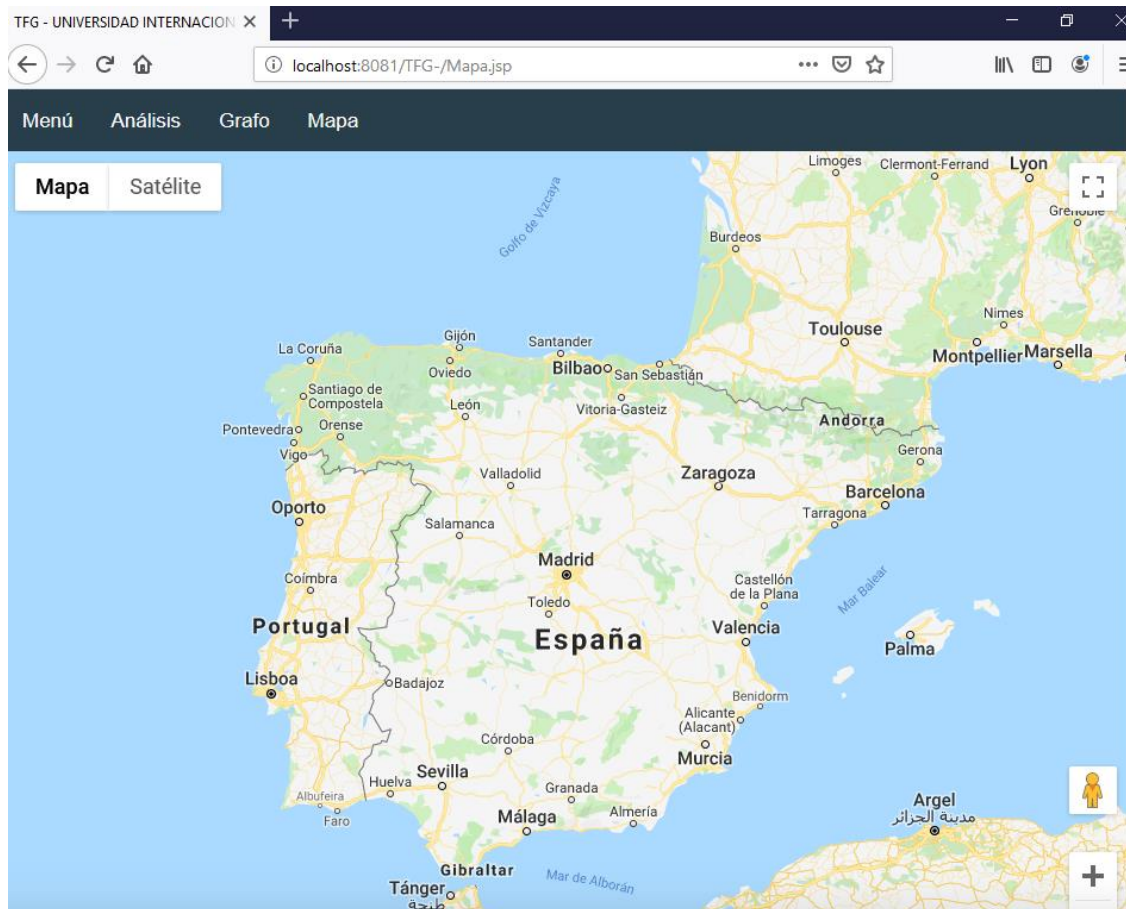 TFG - UNIVERSIDAD INTERNACION
localhost:8081/TFG-/Mapa.jsp
Menú Análisis Grafo Mapa
Mapa Satélite
Limoges
Clermont-Ferrand
Lyon
Grenoble
Golfo de Vizcaya
Burdeos
Nimes
Toulouse
Montpellier
Marsella
La Coruña
Gijón
Santander
Oviedo
Bilbao
San Sebastián
Santiago de
Compostela
León
Vitoria-Gasteiz
Andorra
Pontevedra
Orense
Vigo
Gerona
Valladolid
Zaragoza
Barcelona
Oporto
Tarragona
Salamanca
Madrid
Coímbra
Castellón
de la Plana
Mar Balear
Toledo
Portugal
España
Valencia
Palma
Lisboa
Badajoz
Benidorm
Alicante
(Alacant)
Córdoba
Murcia
Sevilla
Huelva
Granada
Albufeira
Faro
Málaga
Almería
Argel
مدينة الجزائر
Gibraltar
Mar de Alborán
Tánger
طنجة